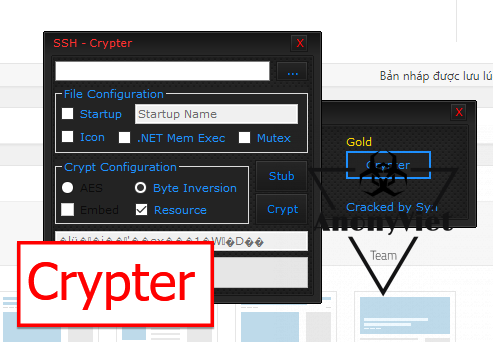 SSH - Crypter
X
...
File Configuration
Startup
Startup Name
Icon
.NET Mem Exec
Mutex
Crypt Configuration
AES
Byte Inversion
Embed
Resource
Stub
Crypt
Crypter
Bản nháp được lưu lú
X
Gold
Crypter
Cracked by Sy
AnonyViet
Team